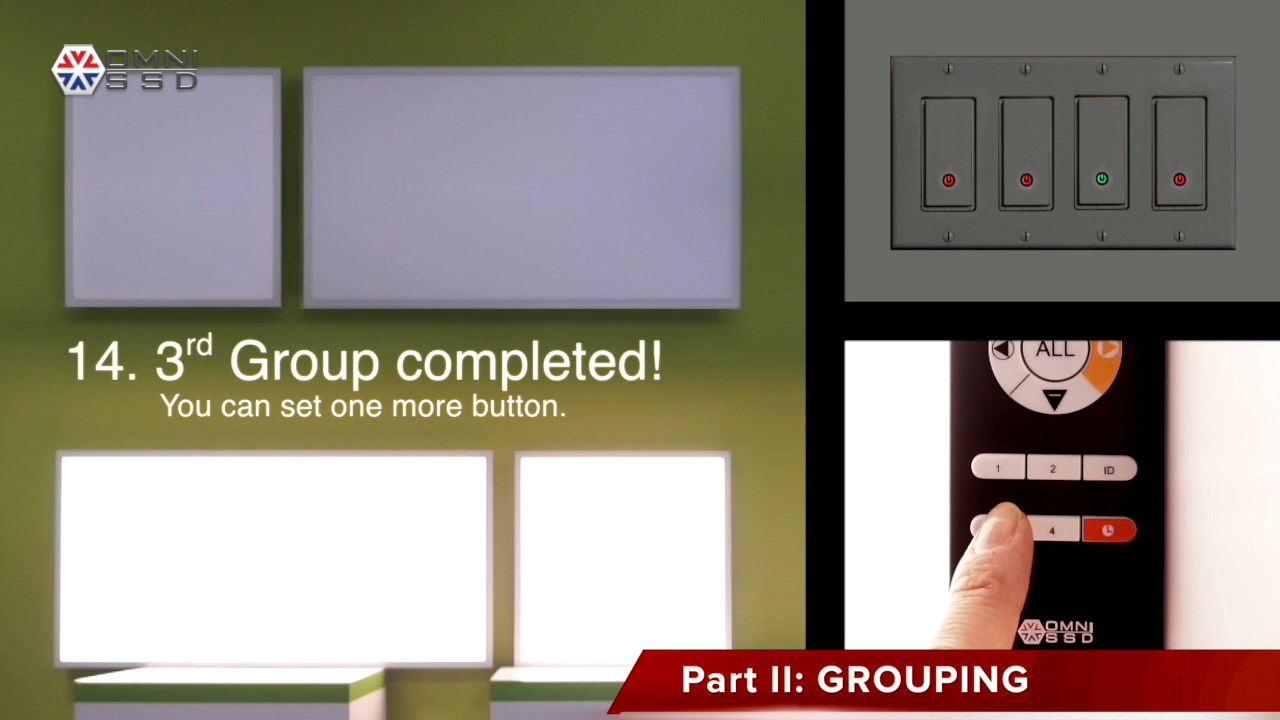 OMNI
SSD
14. 3rd Group completed!
You can set one more button.
ALL
1 2 ID
4
OMNI
SSD
Part II: GROUPING